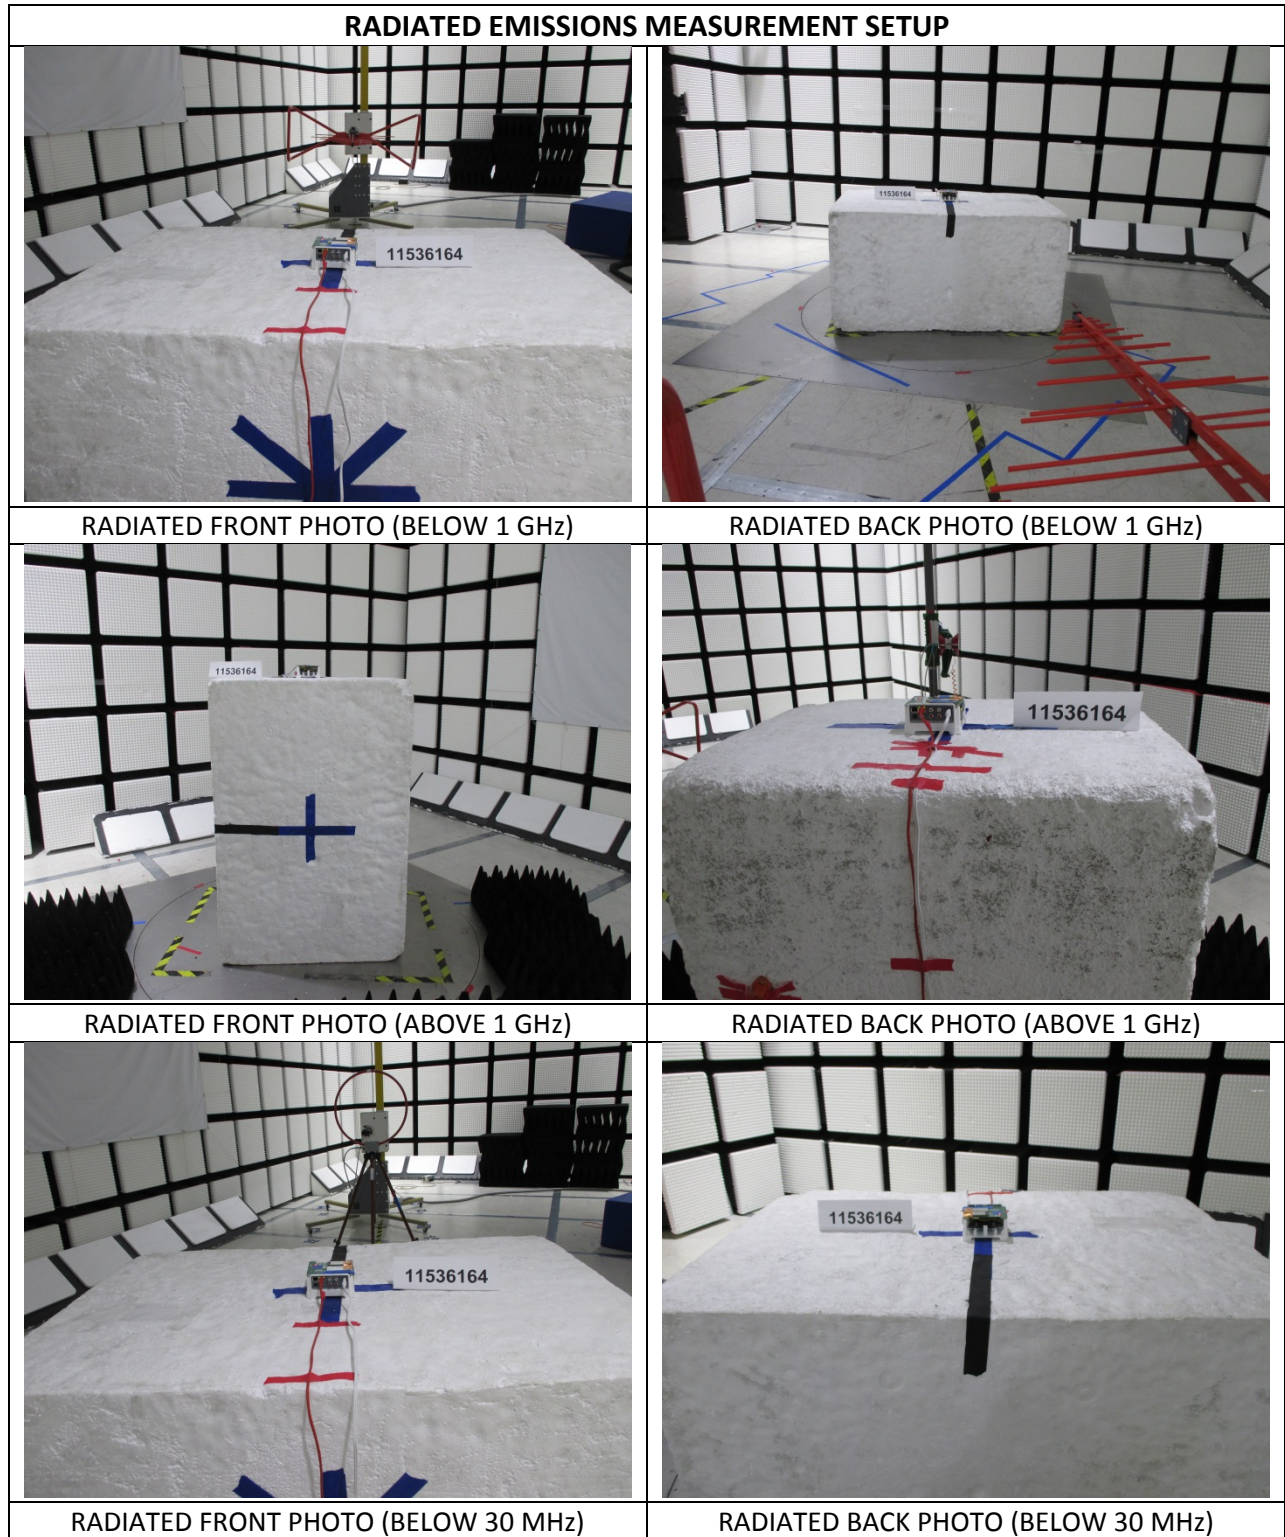 RADIATED EMISSIONS MEASUREMENT SETUP
11536164
11536164
RADIATED FRONT PHOTO (BELOW 1 GHz)
RADIATED BACK PHOTO (BELOW 1 GHz)
11536164
11536164
RADIATED FRONT PHOTO (ABOVE 1 GHz)
RADIATED BACK PHOTO (ABOVE 1 GHz)
11536164
11536164
RADIATED FRONT PHOTO (BELOW 30 MHz)
RADIATED BACK PHOTO (BELOW 30 MHz)